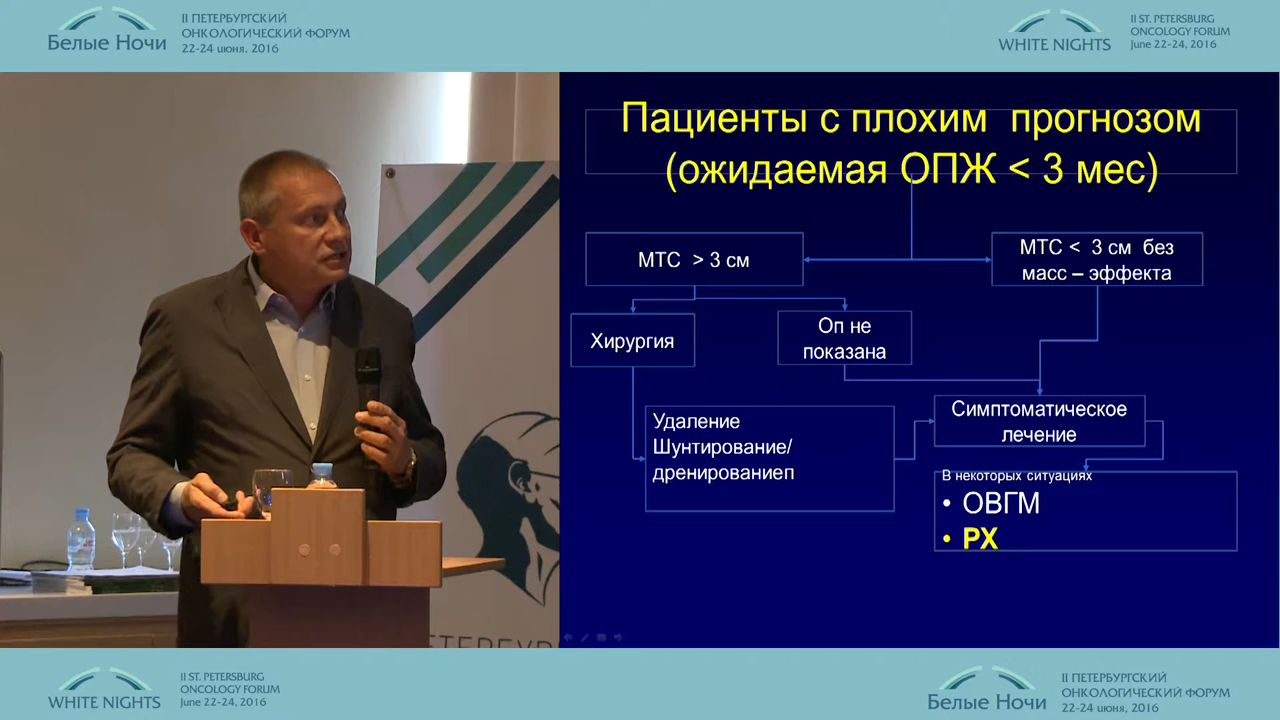 Белые Ночи
II ПЕТЕРБУРГСКИЙ
ОНКОЛОГИЧЕСКИЙ ФОРУМ
22-24 июня, 2016
WHITE NIGHTS
II ST. PETERSBURG
ONCOLOGY FORUM
June 22-24, 2016
Пациенты с плохим прогнозом
(ожидаемая ОПЖ < 3 мес)
МТС > 3 см
МТС < 3 см без
масс – эффекта
Хирургия
Оп не
показана
Удаление
Шунтирование/
дренированиеп
Симптоматическое
лечение
В некоторых ситуациях
• ОВГМ
• РХ
WHITE NIGHTS
II ST. PETERSBURG
ONCOLOGY FORUM
June 22-24, 2016
Белые Ночи
II ПЕТЕРБУРГСКИЙ
ОНКОЛОГИЧЕСКИЙ ФОРУМ
22-24 июня, 2016